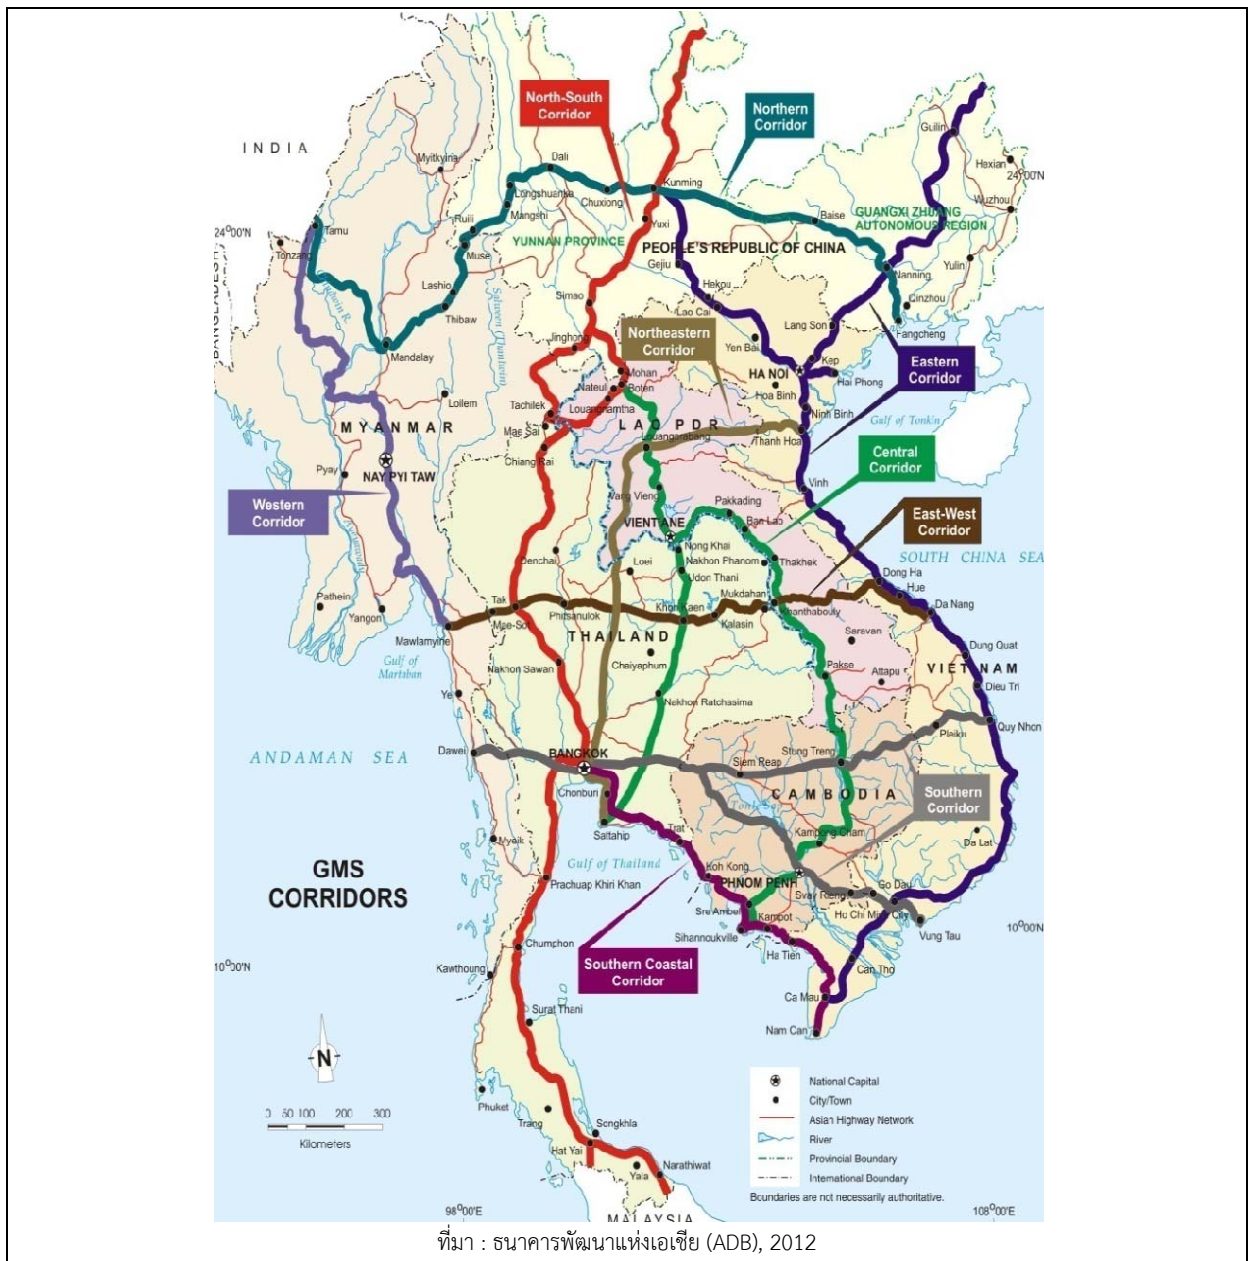 North-South
Corridor
Northern
Corridor
INDIA
Guilin
Hexian
24°00'N
Myitkyina
Dali
Kunming
Longshuanke
Chuxiong
Wuzhou
Baise
GUANGXI ZHUANG
AUTONOMOUS REGION
Mangshi
Ruili
Yuxi
Tamu
24°00'N
YUNNAN PROVINCE
PEOPLE'S REPUBLIC OF CHINA
Muse
Tonzang
Gejiu
Nanning
Yulin
Lashio
Hekou
Simao
Lao Cai
Qinzhou
Thibaw
Lang Son
Fangcheng
Northeastern
Corridor
Jinghong
Yen Bai
Mandalay
Kep
Eastern
Corridor
HA NOI
Hai Phong
Mohan
Nateul
Boten
Hoa Binh
Loilem
Louangnamtha
Ninh Binh
Tachilek
Gulf of Tonkin
MYANMAR
Mae Sai
LAO PDR
Louangprabang
Thanh Hoa
Chiang Rai
Central
Corridor
Pyay
NAY PYI TAW
Vinh
Vang Vieng
Western
Corridor
Pakkading
East-West
Corridor
VIENTIANE
Ban Lao
Nong Khai
SOUTH CHINA SEA
Denchai
Loei
Nakhon Phanom
Thakhek
Udon Thani
Dong Ha
Hue
Pathein
Tak
Mukdahan
Da Nang
Yangon
Mae-Sot
Phitsanulok
Khon Kaen
Kalasin
Khanthabouly
Mawlamyine
THAILAND
Saravan
Dung Quat
Gulf of
Martaban
Nakhon Sawan
Chaiyaphum
Pakse
Attapu
VIET NAM
Dieu Tri
Ye
Nakhon Ratchasima
Quy Nhon
Dawei
BANGKOK
Stung Treng
Pleiku
ANDAMAN SEA
Siem Reap
Chonburi
CAMBODIA
Southern
Corridor
Tonle Sap
Sattahip
Trat
Kampong Cham
Myeik
Da Lat
Gulf of Thailand
GMS
CORRIDORS
Koh Kong
PHNOM PENH
Prachuap Khiri Khan
Svay Rieng
Go Dau
Sre Ambel
Ho Chi Minh City
Kampot
Vung Tau
10°00'N
Sihanoukville
Chumphon
Ha Tien
Southern Coastal
Corridor
10°00'N
Kawthoung
Can Tho
Ca Mau
Surat Thani
Nam Can
N
National Capital
City/Town
Phuket
0 50 100 200 300
Kilometers
Trang
Songkhla
Asian Highway Network
River
Hat Yai
Narathiwat
Yala
Provincial Boundary
International Boundary
Boundaries are not necessarily authoritative.
98°00'E
MALAYSIA
108°00'E
ที่มา : ธนาคารพัฒนาแห่งเอเชีย (ADB), 2012